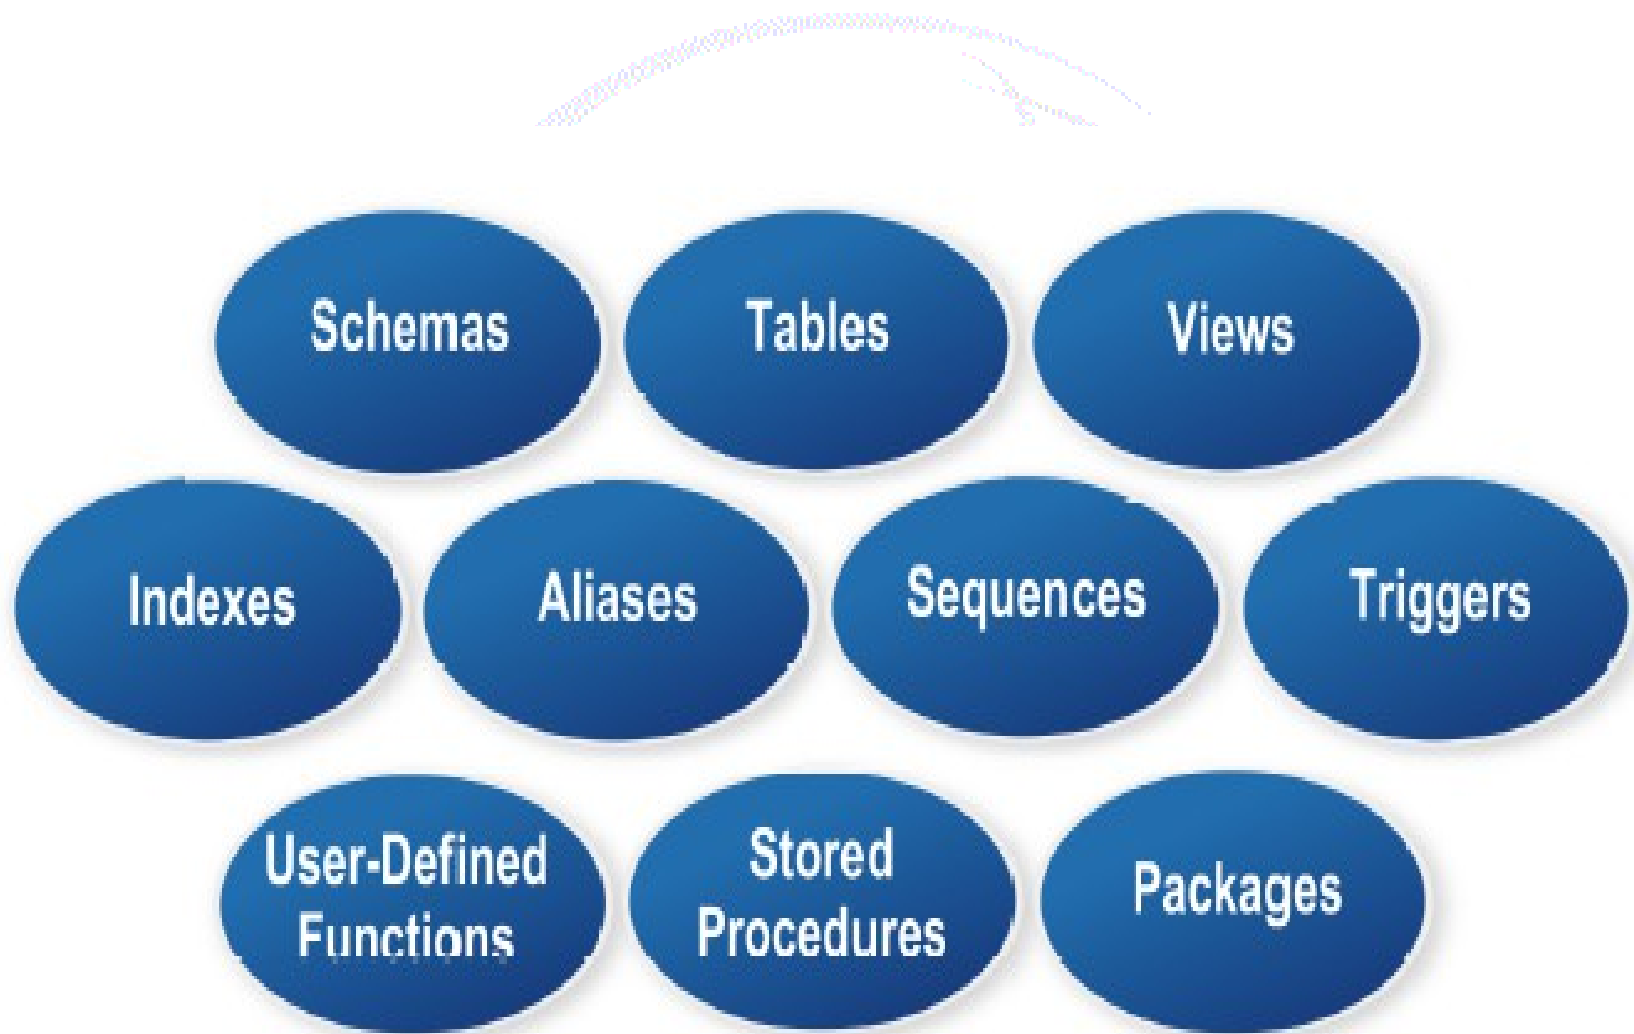 Schemas
Tables
Views
Indexes
Aliases
Sequences
Triggers
User-Defined
Functions
Stored
Procedures
Packages